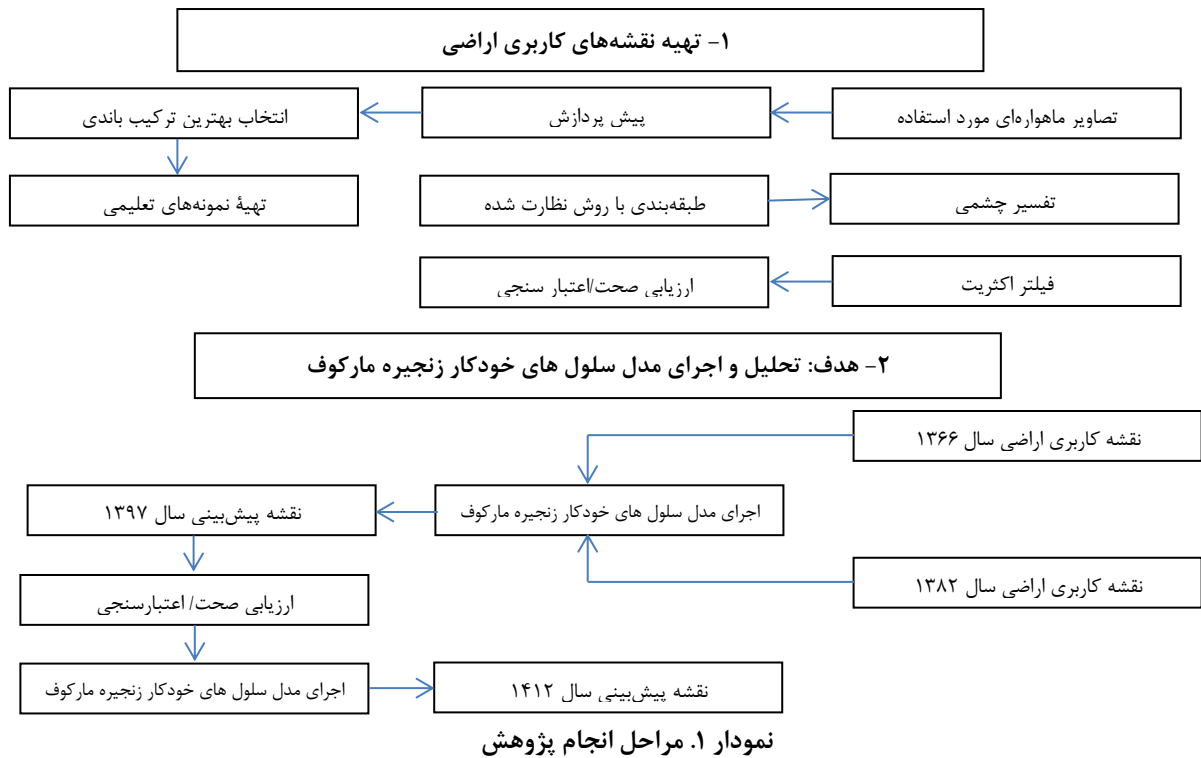 ۱- تهیه نقشه‌های کاربری اراضی
تصاویر ماهواره‌ای مورد استفاده
پیش پردازش
انتخاب بهترین ترکیب باندی
تهیۀ نمونه‌های تعلیمی
طبقه‌بندی با روش نظارت شده
تفسیر چشمی
فیلتر اکثریت
ارزیابی صحت/اعتبار سنجی
۲- هدف: تحلیل و اجرای مدل سلول های خودکار زنجیره مارکوف
نقشه کاربری اراضی سال ۱۳۶۶
اجرای مدل سلول های خودکار زنجیره مارکوف
نقشه پیش‌بینی سال ۱۳۹۷
نقشه کاربری اراضی سال ۱۳۸۲
ارزیابی صحت/ اعتبارسنجی
اجرای مدل سلول های خودکار زنجیره مارکوف
نقشه پیش‌بینی سال ۱۴۱۲
نمودار ۱. مراحل انجام پژوهش